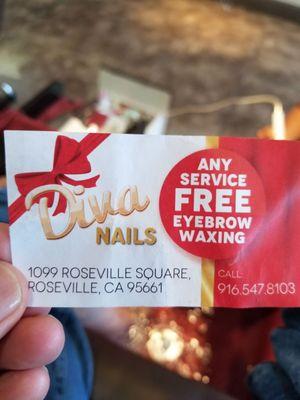 Diva
NAILS
ANY
SERVICE
FREE
EYEBROW
WAXING
1099 ROSEVILLE SQUARE,
ROSEVILLE, CA 95661
CALL:
916.547.8103